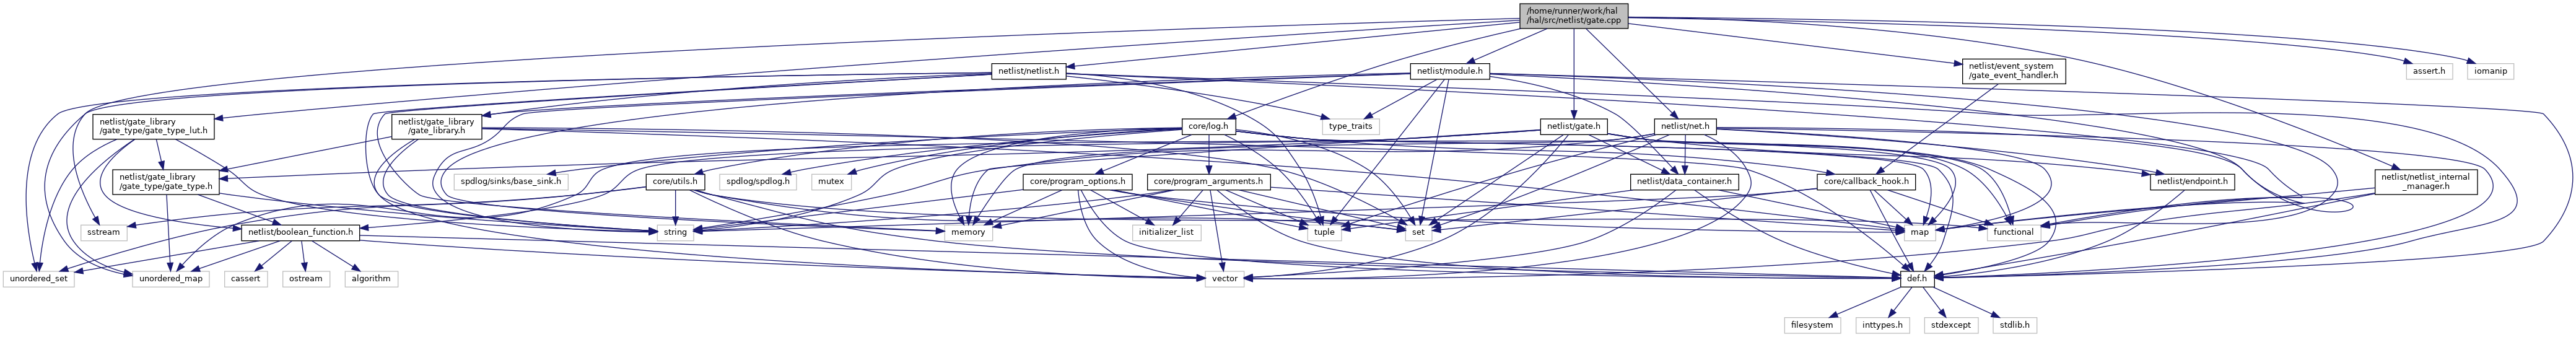 /home/runner/work/hal
/hal/src/netlist/gate.cpp
netlist/netlist.h
netlist/module.h
netlist/event_system
/gate_event_handler.h
assert.h
iomanip
netlist/gate_library
/gate_type/gate_type_lut.h
netlist/gate_library
/gate_library.h
core/log.h
type_traits
netlist/gate.h
netlist/net.h
netlist/gate_library
/gate_type/gate_type.h
spdlog/sinks/base_sink.h
core/utils.h
spdlog/spdlog.h
mutex
core/program_options.h
core/program_arguments.h
netlist/data_container.h
core/callback_hook.h
netlist/endpoint.h
netlist/netlist_internal
_manager.h
sstream
netlist/boolean_function.h
string
memory
initializer_list
tuple
set
map
functional
unordered_set
unordered_map
cassert
ostream
algorithm
vector
def.h
filesystem
inttypes.h
stdexcept
stdlib.h